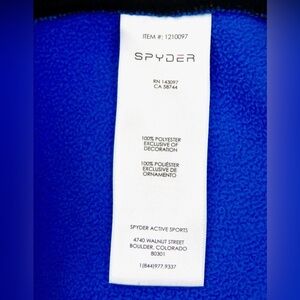 ITEM #: 1210097
SPYDER
RN 143097
CA 58744
100% POLYESTER
EXCLUSIVE OF
DECORATION
100% POLIÉSTER
EXCLUSIVE DE
ORNAMENTO
SPYDER ACTIVE SPORTS
4740 WALNUT STREET
BOULDER, COLORADO
80301
1(844)977.9337